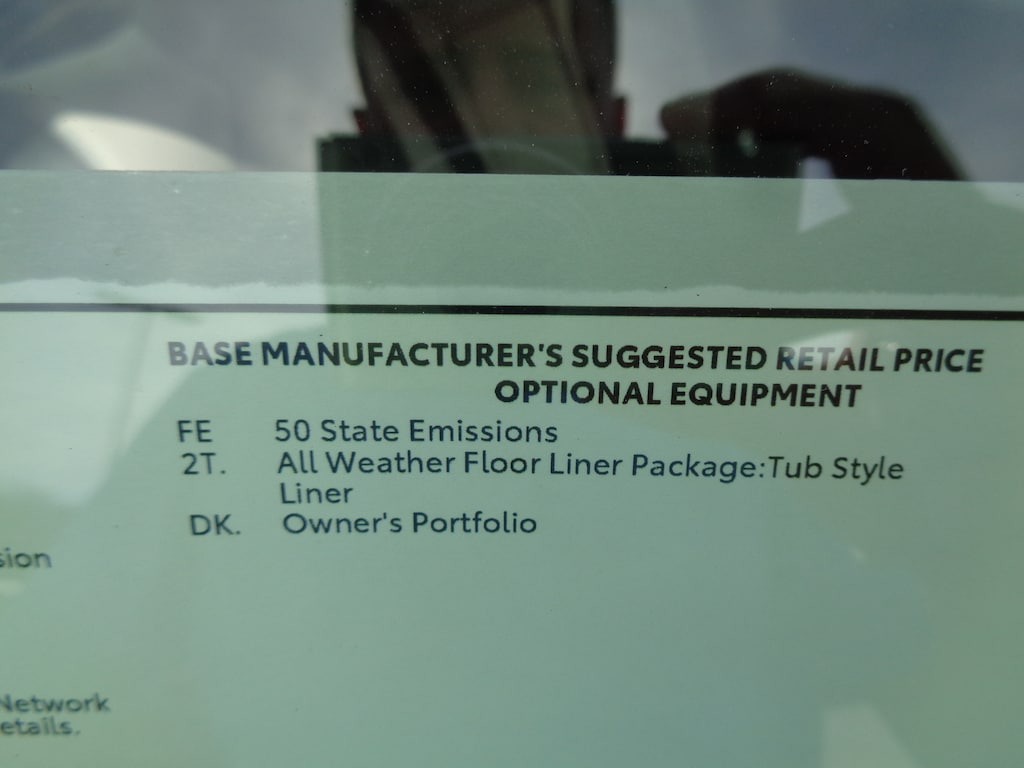 BASE MANUFACTURER'S SUGGESTED RETAIL PRICE
OPTIONAL EQUIPMENT
FE 50 State Emissions
2T. All Weather Floor Liner Package:Tub Style
Liner
DK. Owner's Portfolio
sion
Network
etails.